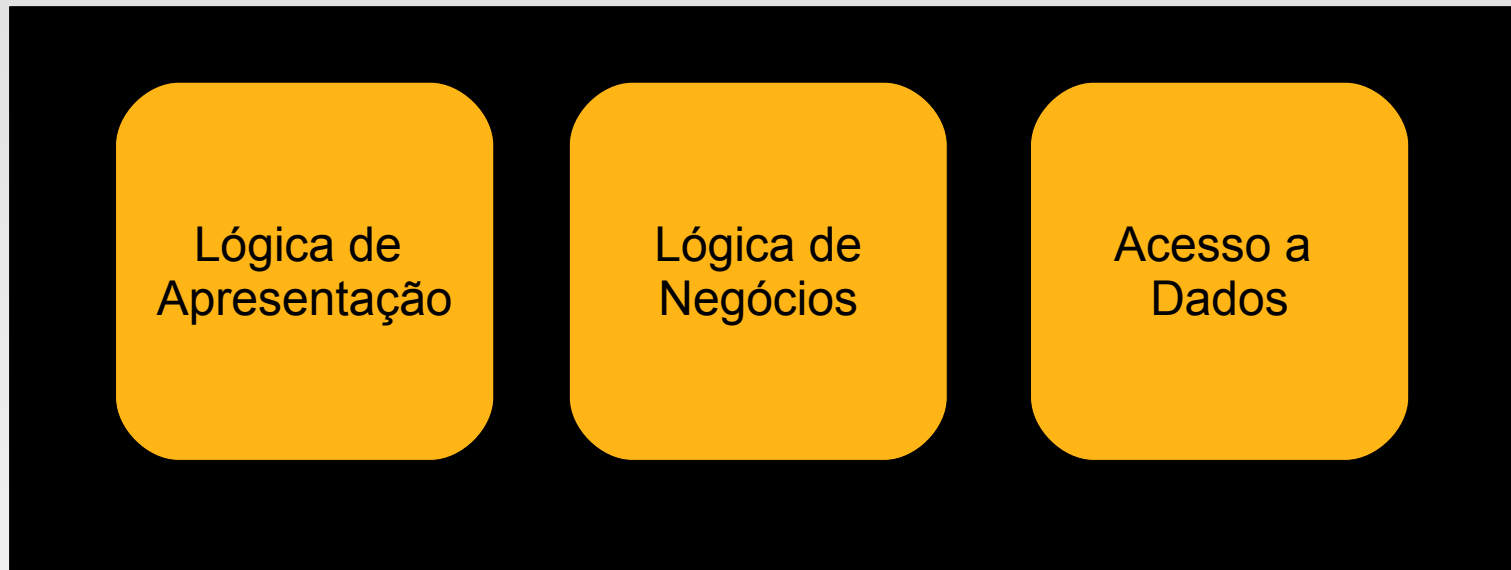 Lógica de
Apresentação
Lógica de
Negócios
Acesso a
Dados